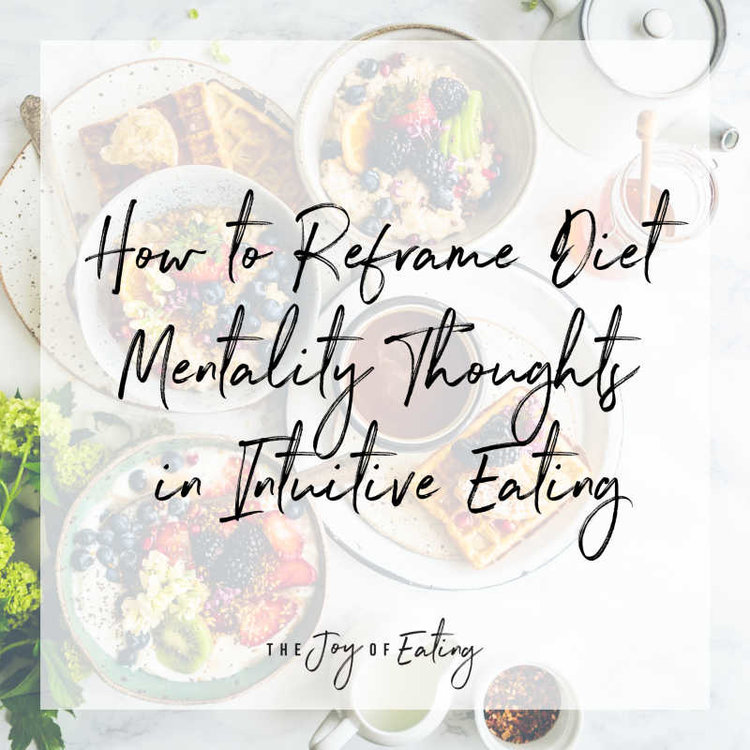 How to Reframe Diet
Mentality Thoughts
in Intuitive Eating
THE Joy OF Eating